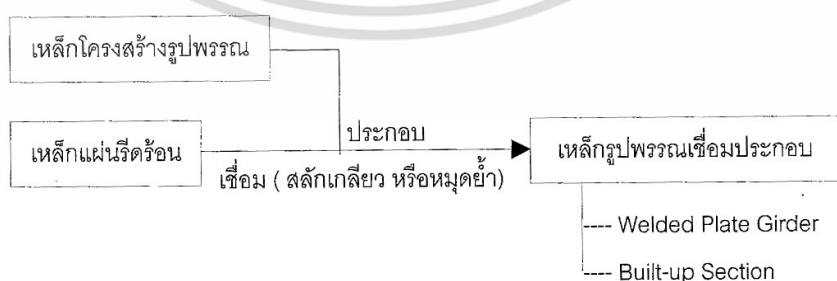 เหล็กโครงสร้างรูปพรรณ
ประกอบ
เหล็กแผ่นรีดร้อน
เหล็กรูปพรรณเชื่อมประกอบ
เชื่อม ( สลักเกลียว หรือหมุดย้ำ)
---- Welded Plate Girder
---- Built-up Section